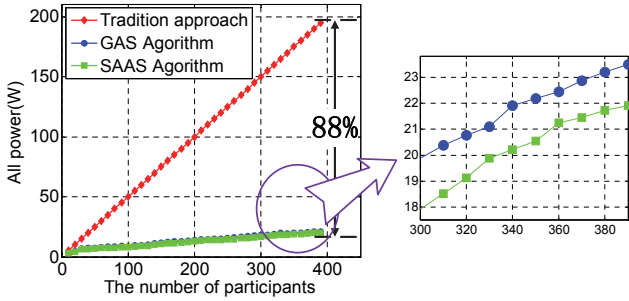 200
150
100
50
0
All power(W)
Tradition approach
GAS Agorithm
SAAS Agorithm
88%
0 100 200 300 400
The number of participants
23
22
21
20
19
18
300 320 340 360 380